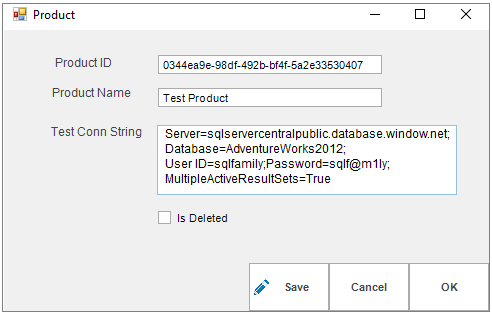 Product
Product ID
0344ea9e-98df-492b-bf4f-5a2e33530407
Product Name
Test Product
Test Conn String
Server=sqlservercentralpublic.database.window.net;
Database=AdventureWorks2012;
User ID=sqlfamily;Password=sqlf@m1ly;
MultipleActiveResultSets=True
Is Deleted
Save
Cancel
OK